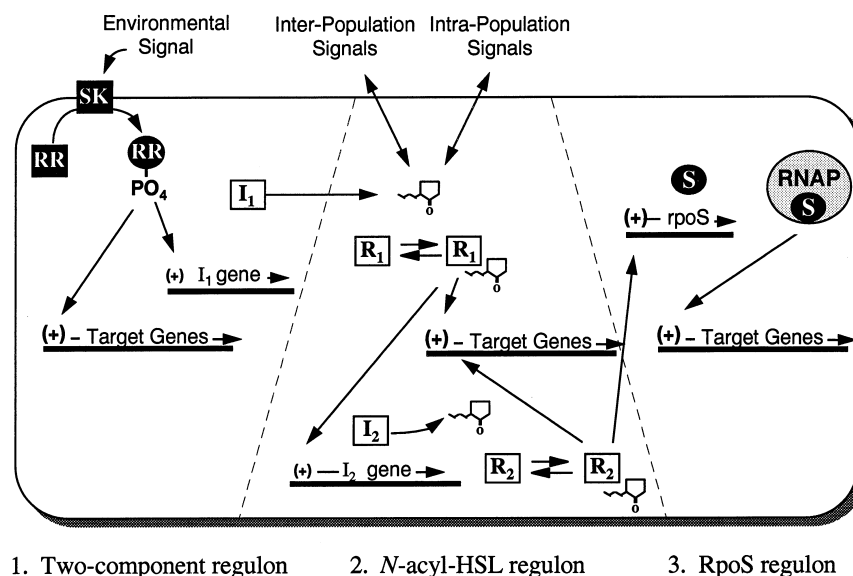 Environmental
Signal
Inter-Population
Signals
Intra-Population
Signals
SK
RR
RR
PO4
I1
o
S
RNAP
S
(+)– rpoS
R1
R1
o
(+) I1 gene
(+) – Target Genes
(+) – Target Genes
(+) – Target Genes
I2
o
(+) — I2 gene
R2
R2
o
1. Two-component regulon
2. N-acyl-HSL regulon
3. RpoS regulon